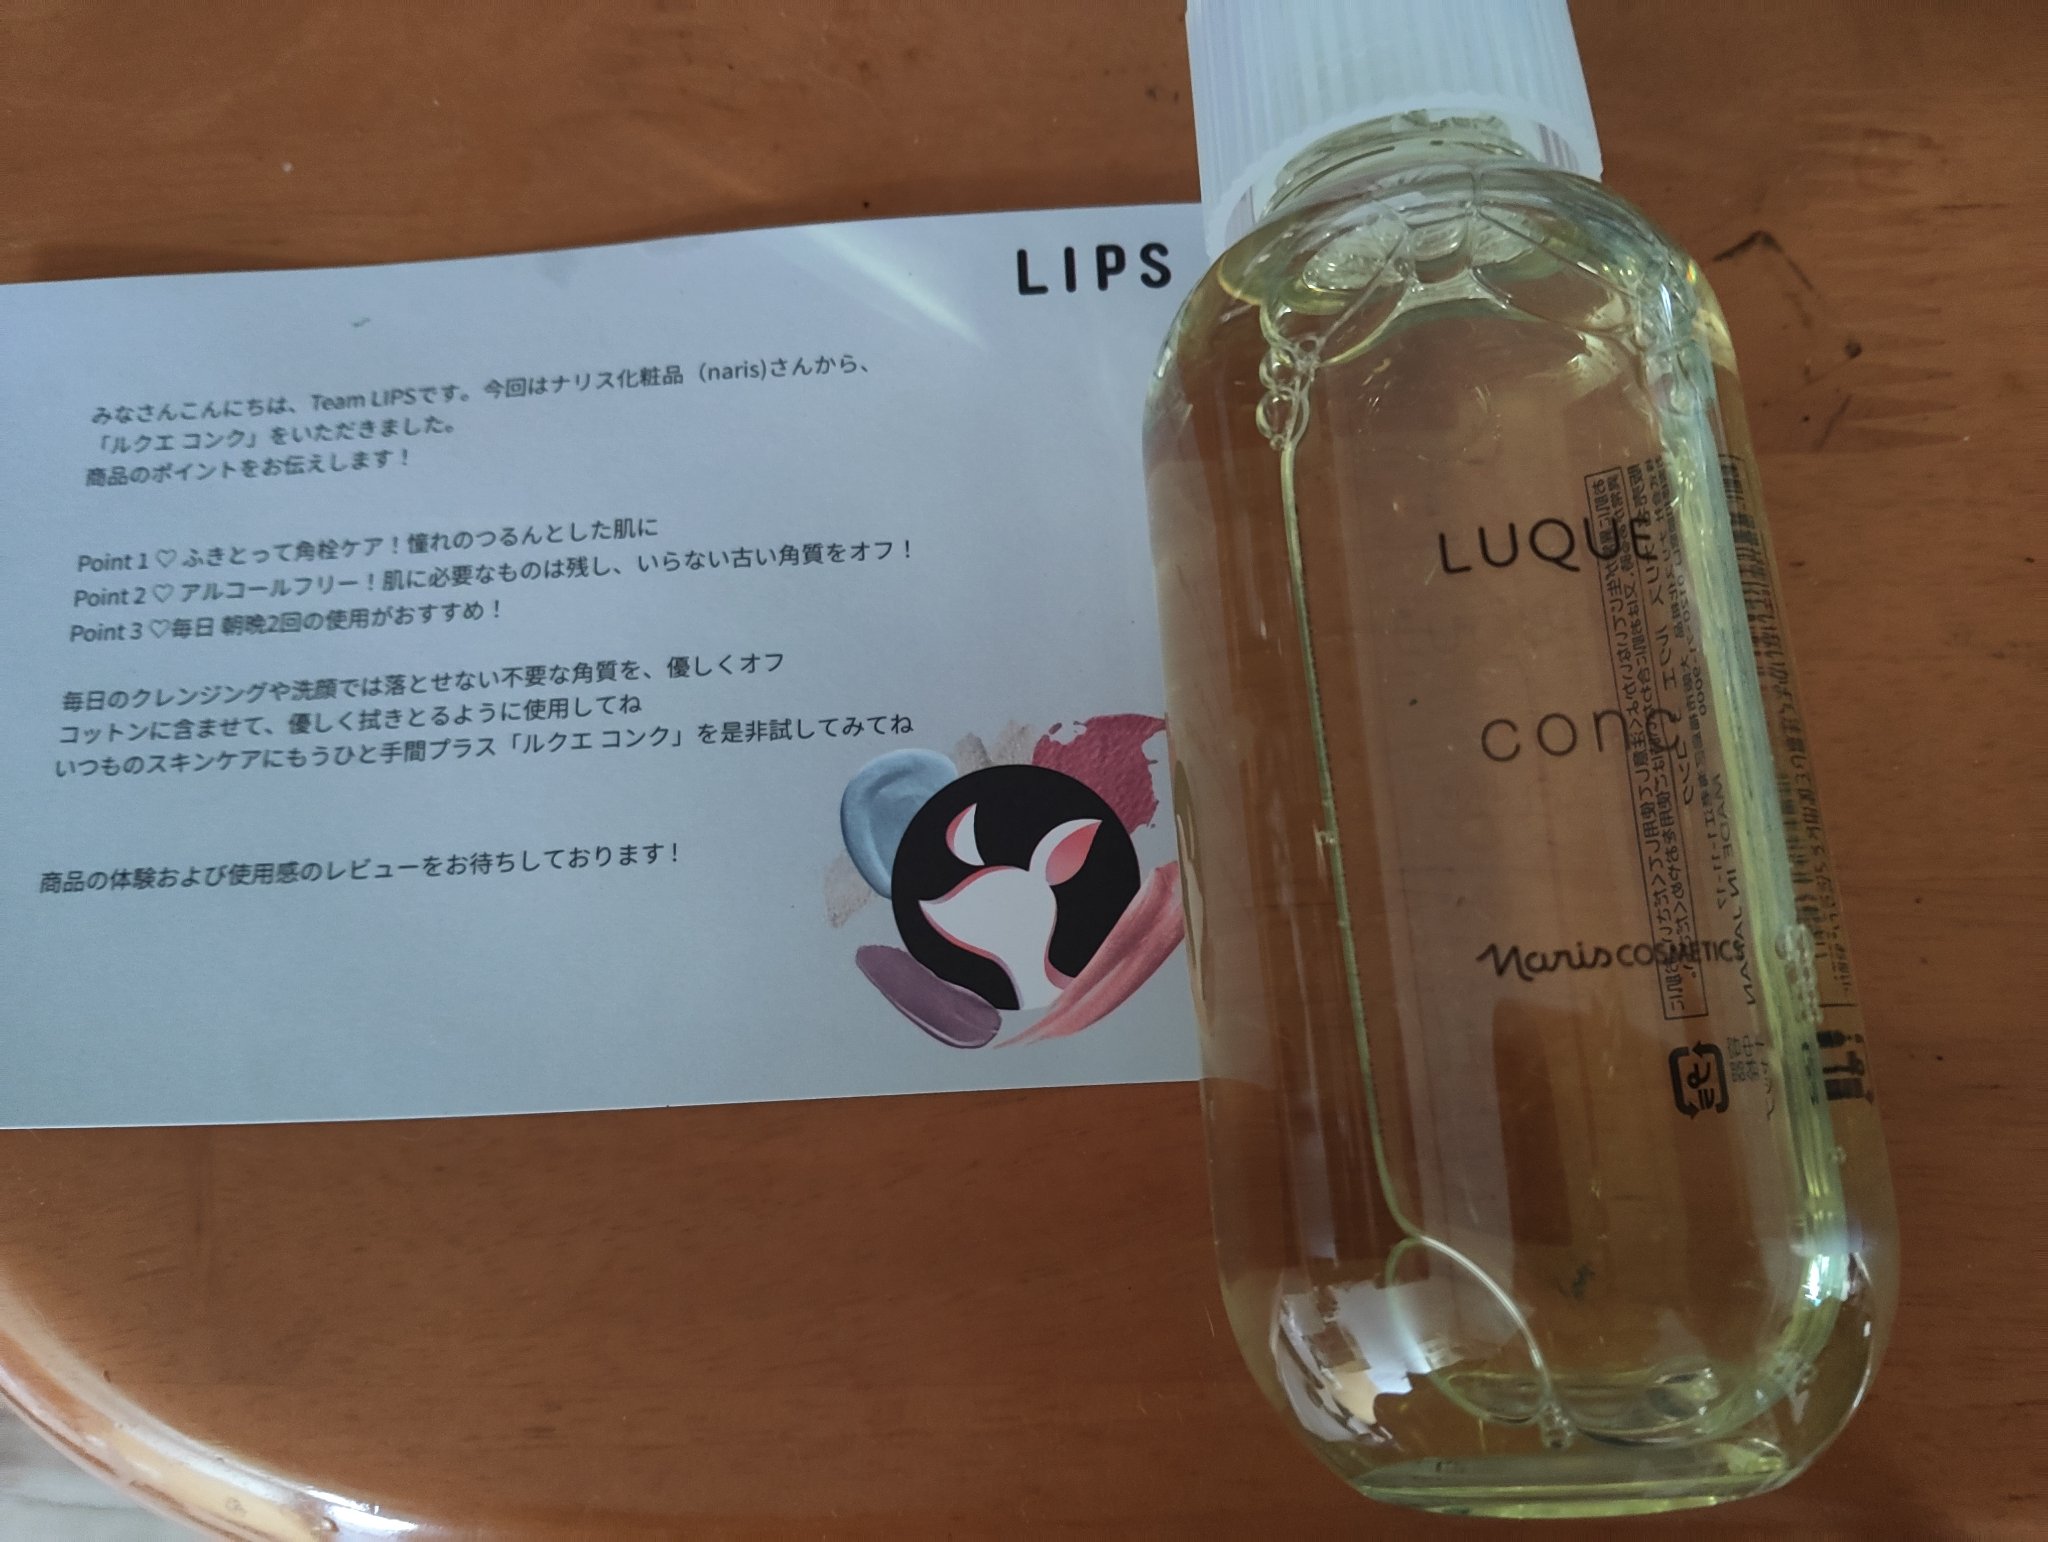 LIPS
みなさんこんにちは、Team LIPSです。今回はナリス化粧品（naris)さんから、
「ルクエ コンク」をいただきました。
商品のポイントをお伝えします！
Point 1 ♡ ふきとって角栓ケア！憧れのつるんとした肌に
Point 2 ♡ アルコールフリー！肌に必要なものは残し、いらない古い角質をオフ！
Point 3 ♡毎日 朝晩2回の使用がおすすめ！
毎日のクレンジングや洗顔では落とせない不要な角質を、優しくオフ
コットンに含ませて、優しく拭きとるように使用してね
いつものスキンケアにもうひと手間プラス「ルクエ コンク」を是非試してみてね
商品の体験および使用感のレビューをお待ちしております！
LUQUE
conc
naris COSMETICS
MADE IN JAPAN